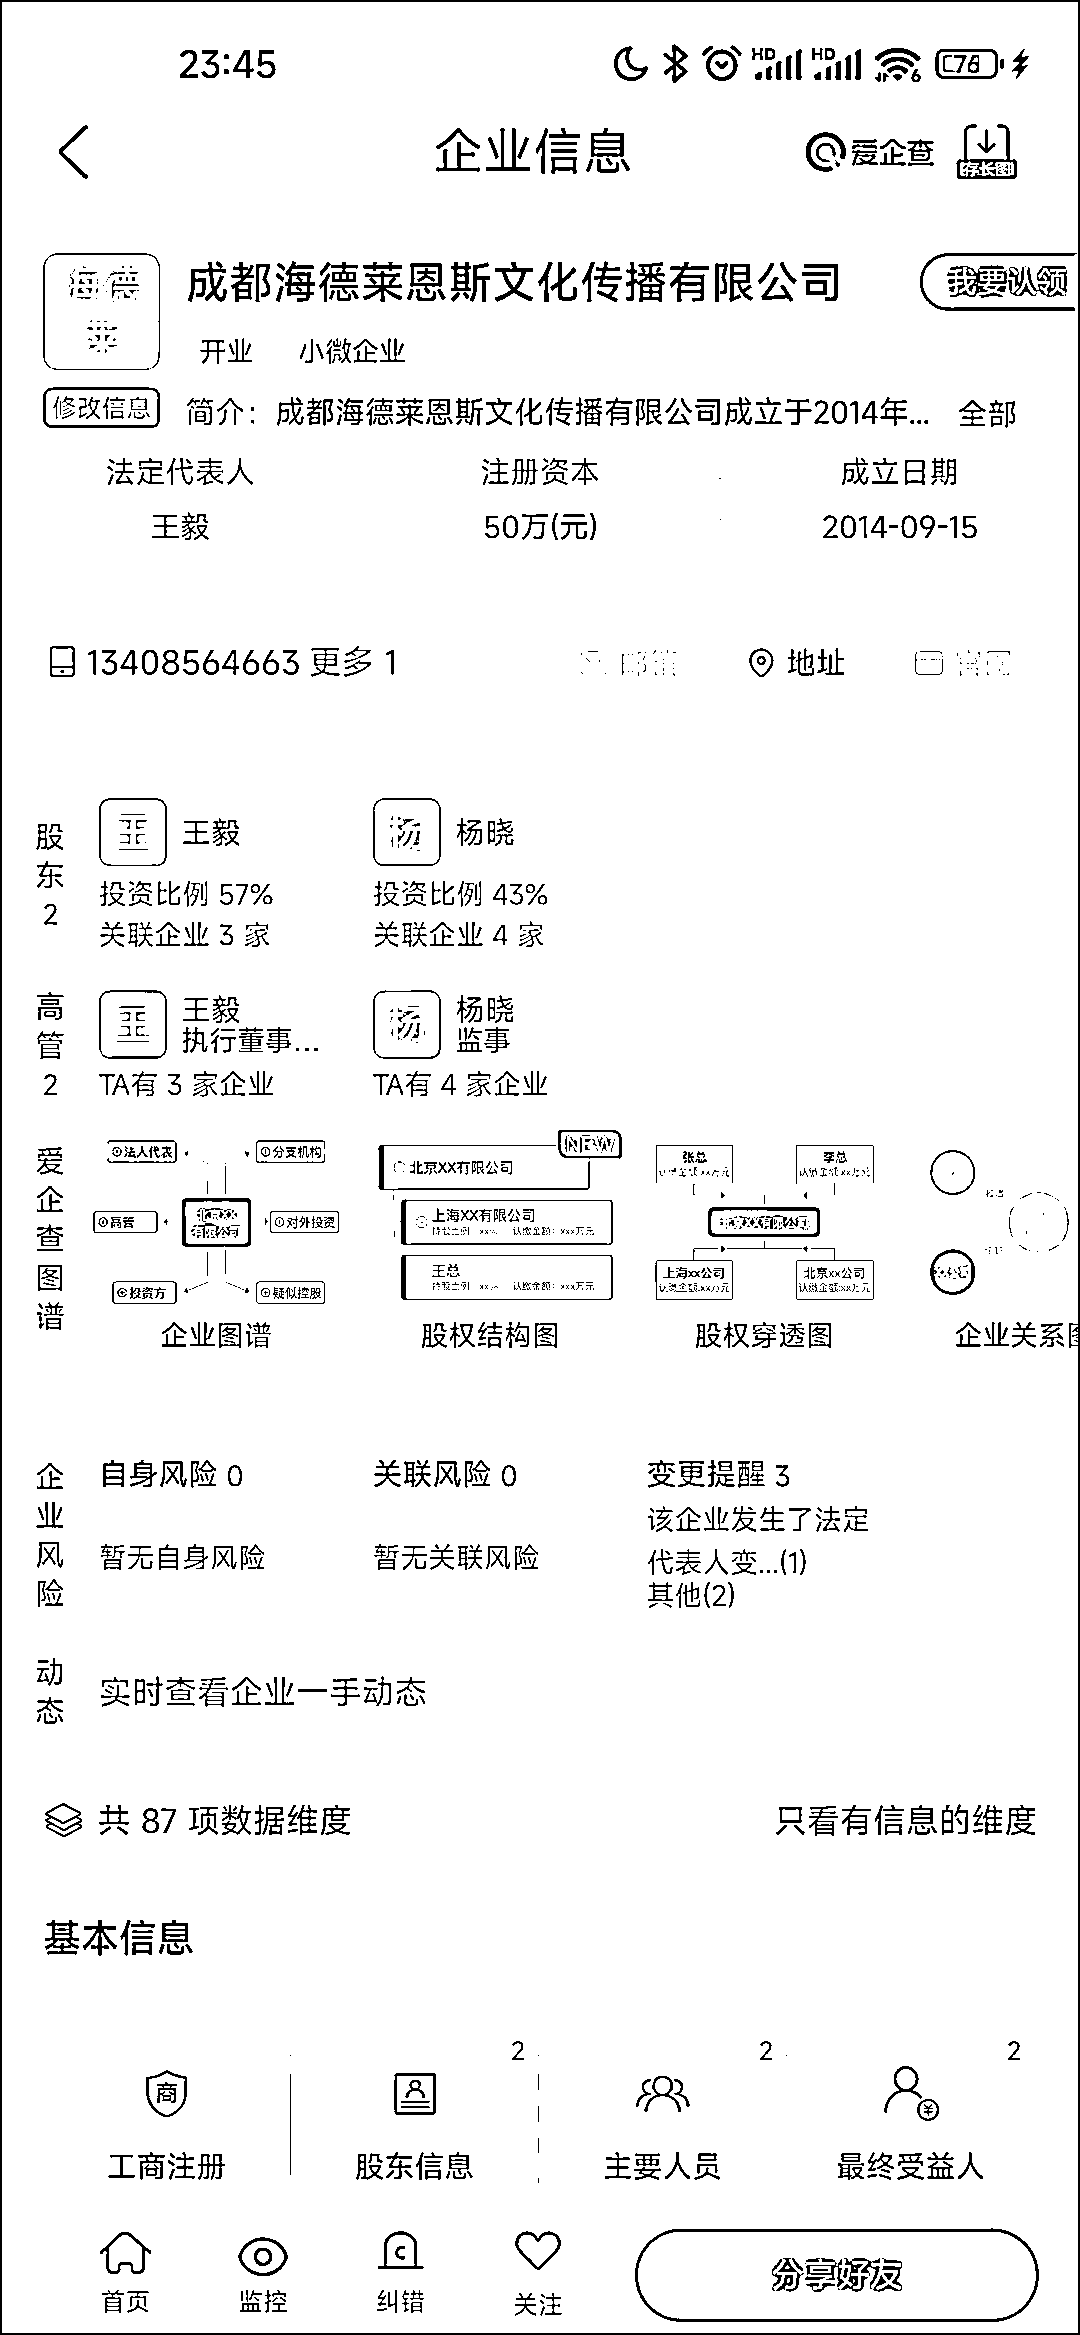 23:45
HD HD 6 76
企业信息
爱企查
存长图
海德
莱
成都海德莱恩斯文化传播有限公司
我要认领
开业 小微企业
修改信息
简介：成都海德莱恩斯文化传播有限公司成立于2014年... 全部
法定代表人 注册资本 成立日期
王毅 50万(元) 2014-09-15
13408564663 更多 1 地址
股东2
王 王毅 杨 杨晓
投资比例 57% 投资比例 43%
关联企业 3 家 关联企业 4 家
高管2
王 王毅 杨 杨晓
执行董事... 监事
TA有 3 家企业 TA有 4 家企业
爱企查图谱
法人代表 分支机构
高管 北京XX有限公司 对外投资
投资方 疑似控股
企业图谱
NEW
北京XX有限公司
上海XX有限公司
王总
股权结构图
张总 李总
北京XX有限公司
上海xx公司 北京xx公司
股权穿透图
企业关系图
企业风险
自身风险 0 关联风险 0 变更提醒 3
暂无自身风险 暂无关联风险
该企业发生了法定
代表人变...(1)
其他(2)
动态
实时查看企业一手动态
共 87 项数据维度 只看有信息的维度
基本信息
2 2 2
商
工商注册 股东信息 主要人员 最终受益人
首页 监控 纠错 关注
分享好友